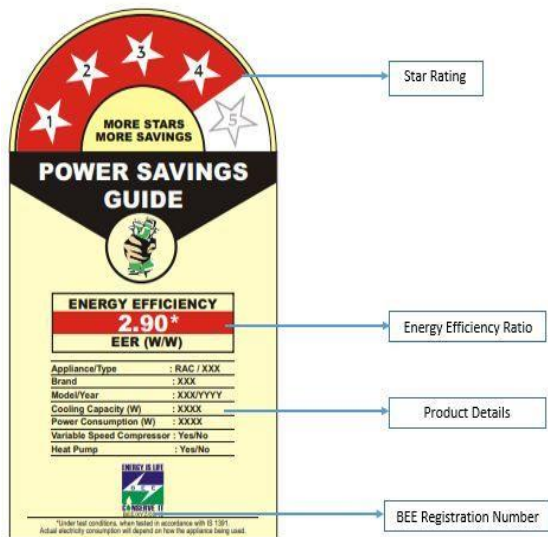 1 2 3 4 5
MORE STARS
MORE SAVINGS
POWER SAVINGS
GUIDE
ENERGY EFFICIENCY
2.90*
EER (W/W)
Appliance/Type : RAC / XXX
Brand : XXX
Model/Year : XXX/YYYY
Cooling Capacity (W) : XXXX
Power Consumption (W) : XXXX
Variable Speed Compressor : Yes/No
Heat Pump : Yes/No
ENERGY IS LIFE
BEE
CONSERVE IT
*Under test conditions, when tested in accordance with IS 1391.
Actual electricity consumption will depend on how the appliance being used.
Star Rating
Energy Efficiency Ratio
Product Details
BEE Registration Number